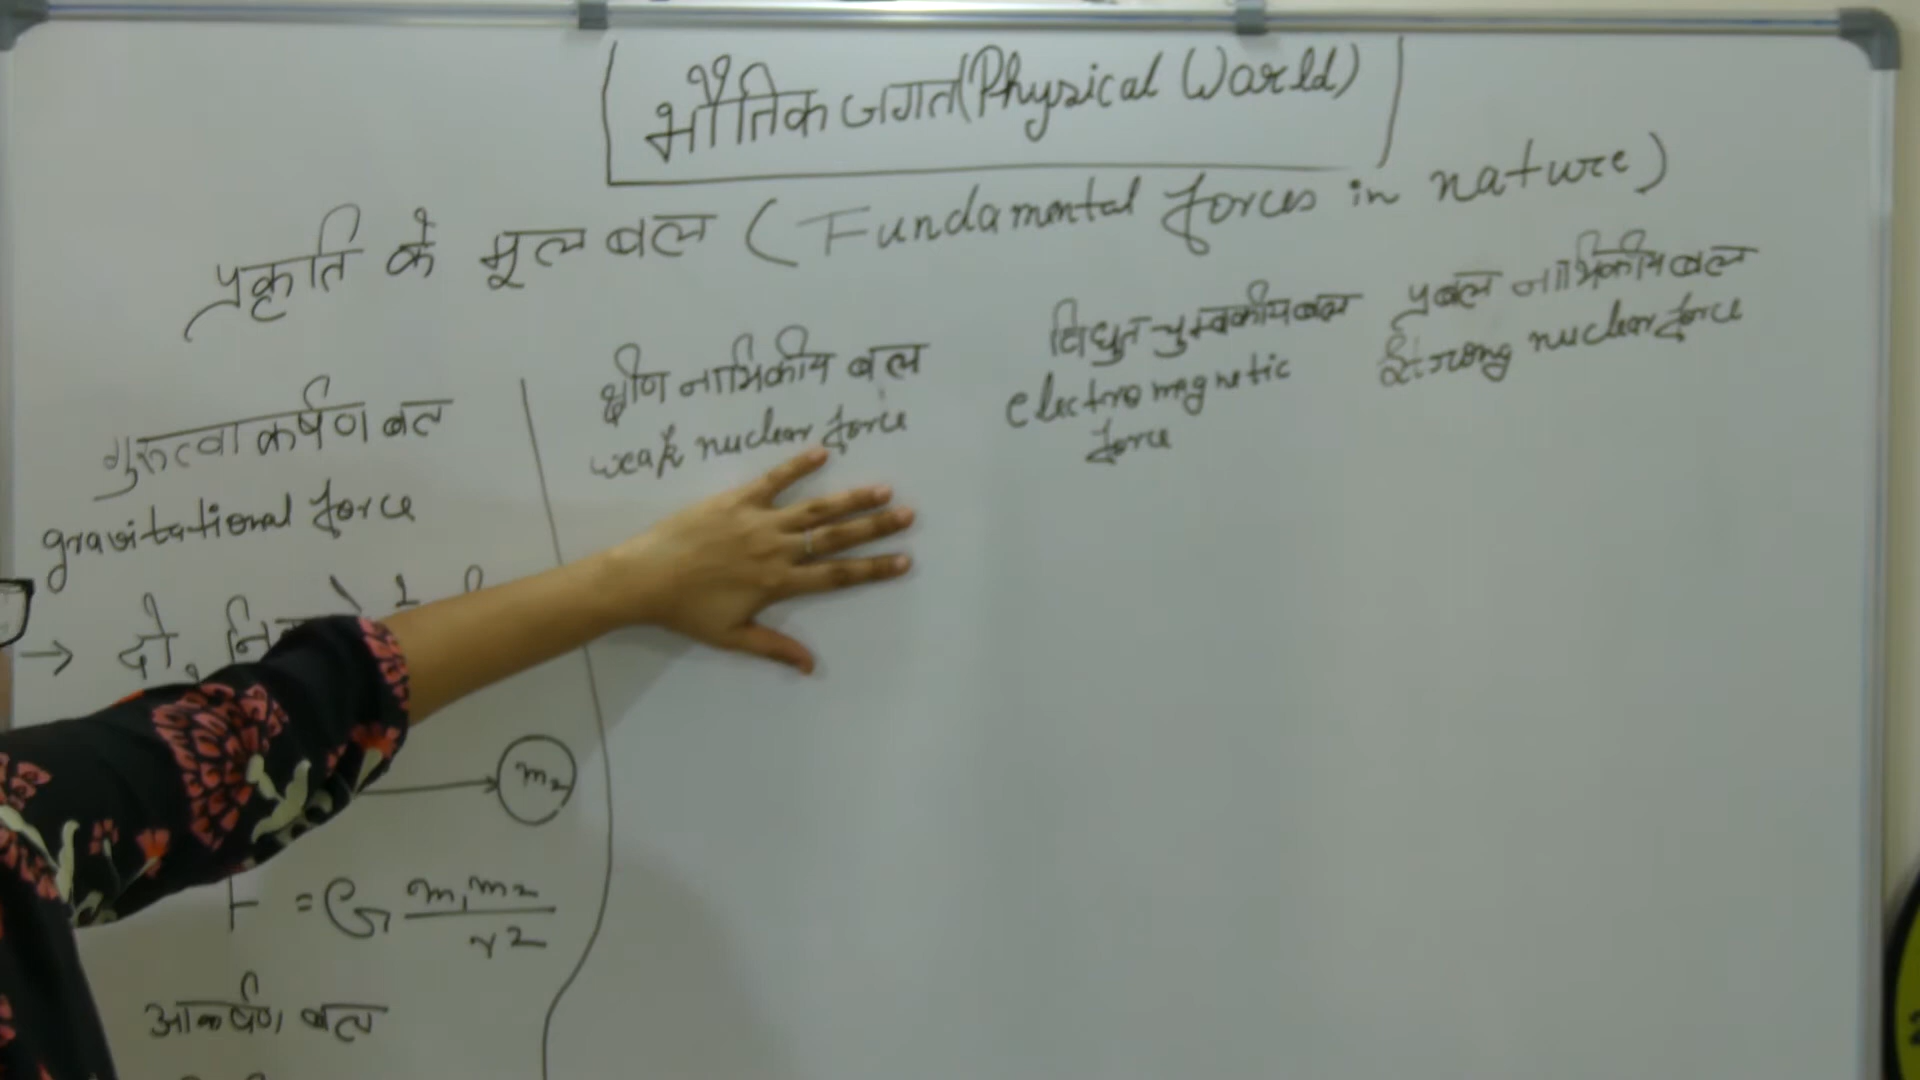 भौतिक जगत (Physical World)
प्रकृति के मूल बल (Fundamental forces in nature)
गुरुत्वाकर्षण बल
gravitational force
→ दो,
m₂
F = G m₁m₂ / r²
आकर्षण बल
क्षीण नाभिकीय बल
weak nuclear force
विद्युत चुम्बकीय बल
electromagnetic
force
प्रबल नाभिकीय बल
Strong nuclear force